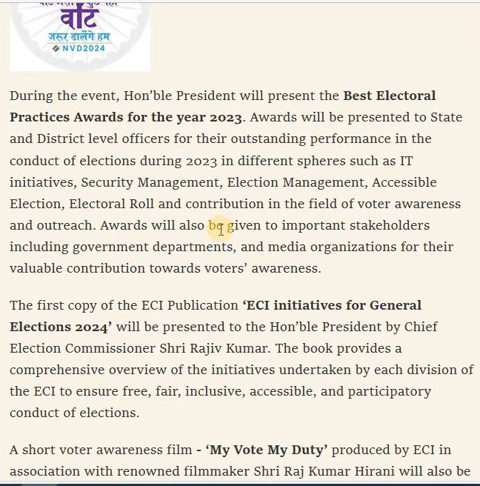 वोट
जरूर डालेंगे हम
NVD2024
During the event, Hon’ble President will present the Best Electoral
Practices Awards for the year 2023. Awards will be presented to State
and District level officers for their outstanding performance in the
conduct of elections during 2023 in different spheres such as IT
initiatives, Security Management, Election Management, Accessible
Election, Electoral Roll and contribution in the field of voter awareness
and outreach. Awards will also be given to important stakeholders
including government departments, and media organizations for their
valuable contribution towards voters’ awareness.
The first copy of the ECI Publication ‘ECI initiatives for General
Elections 2024’ will be presented to the Hon’ble President by Chief
Election Commissioner Shri Rajiv Kumar. The book provides a
comprehensive overview of the initiatives undertaken by each division of
the ECI to ensure free, fair, inclusive, accessible, and participatory
conduct of elections.
A short voter awareness film - ‘My Vote My Duty’ produced by ECI in
association with renowned filmmaker Shri Raj Kumar Hirani will also be